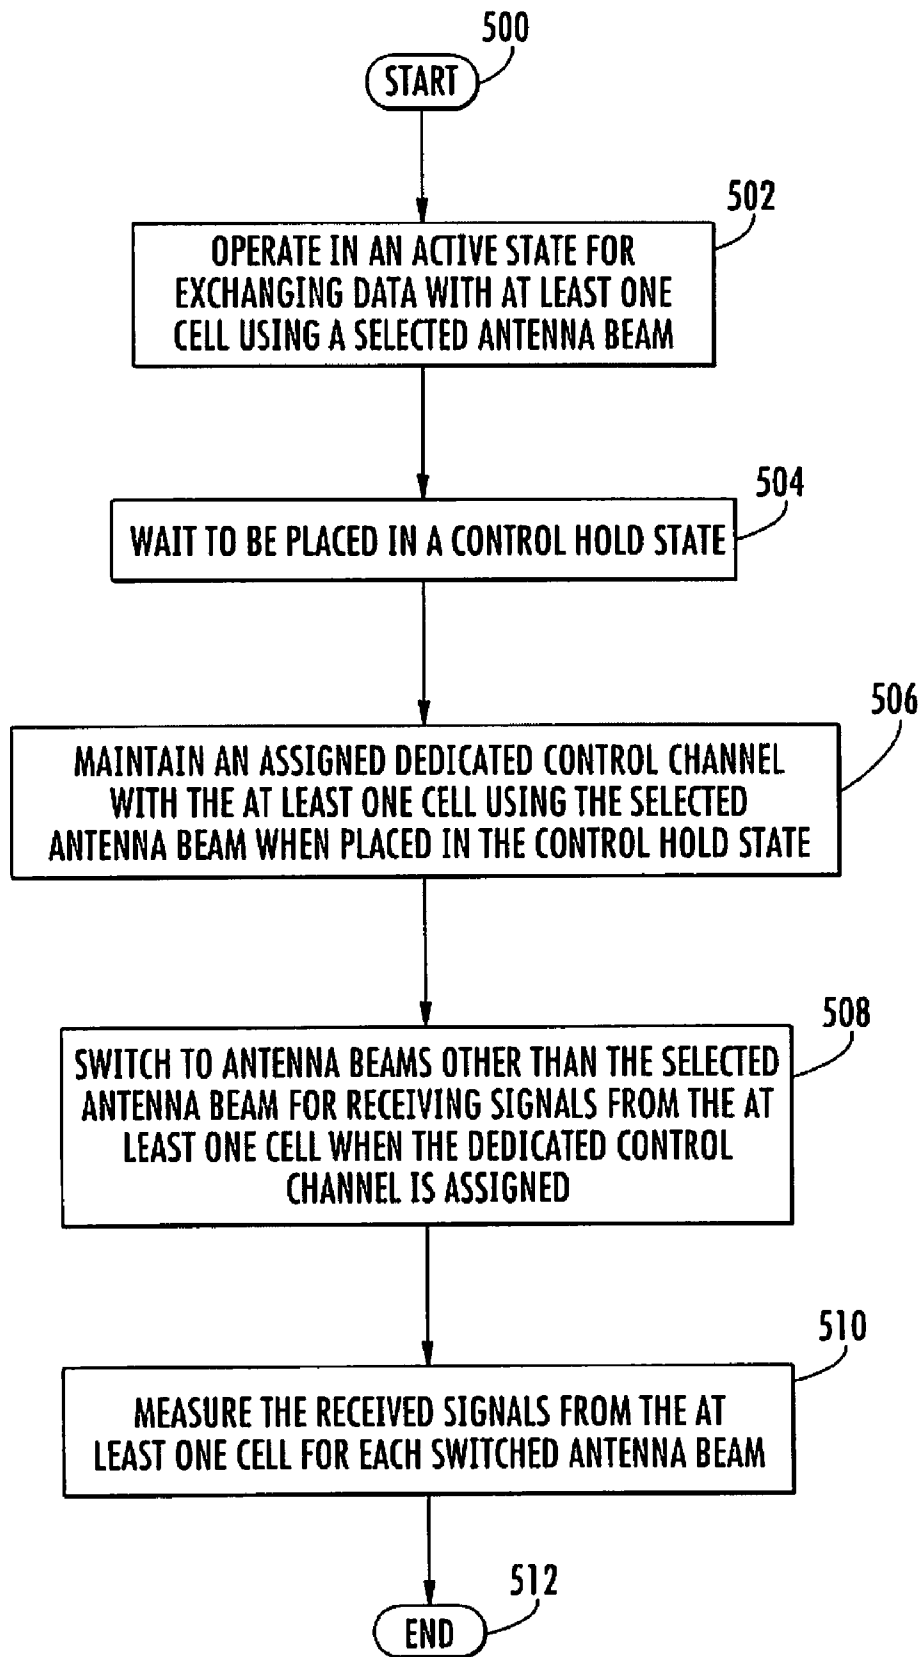 500
START
502
OPERATE IN AN ACTIVE STATE FOR
EXCHANGING DATA WITH AT LEAST ONE
CELL USING A SELECTED ANTENNA BEAM
504
WAIT TO BE PLACED IN A CONTROL HOLD STATE
506
MAINTAIN AN ASSIGNED DEDICATED CONTROL CHANNEL
WITH THE AT LEAST ONE CELL USING THE SELECTED
ANTENNA BEAM WHEN PLACED IN THE CONTROL HOLD STATE
508
SWITCH TO ANTENNA BEAMS OTHER THAN THE SELECTED
ANTENNA BEAM FOR RECEIVING SIGNALS FROM THE AT
LEAST ONE CELL WHEN THE DEDICATED CONTROL
CHANNEL IS ASSIGNED
510
MEASURE THE RECEIVED SIGNALS FROM THE AT
LEAST ONE CELL FOR EACH SWITCHED ANTENNA BEAM
512
END